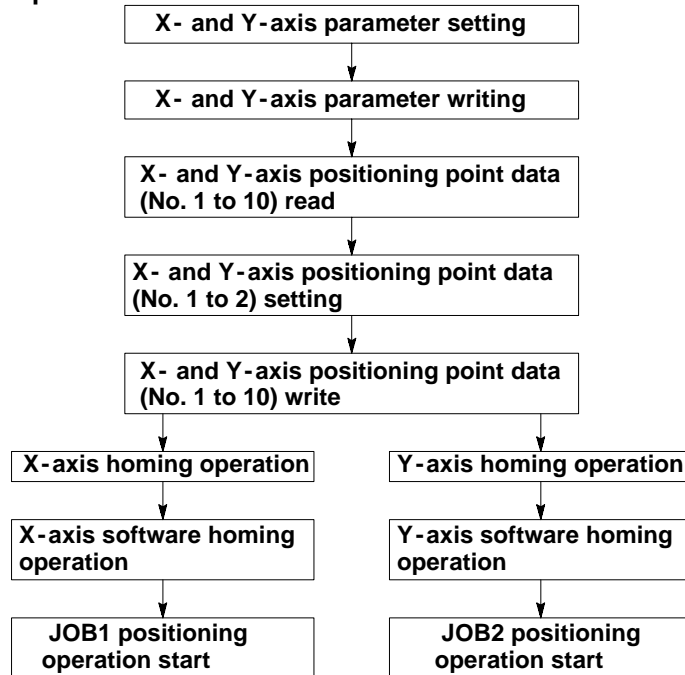 X- and Y-axis parameter setting
X- and Y-axis parameter writing
X- and Y-axis positioning point data
(No. 1 to 10) read
X- and Y-axis positioning point data
(No. 1 to 2) setting
X- and Y-axis positioning point data
(No. 1 to 10) write
X-axis homing operation
Y-axis homing operation
X-axis software homing
operation
Y-axis software homing
operation
JOB1 positioning
operation start
JOB2 positioning
operation start